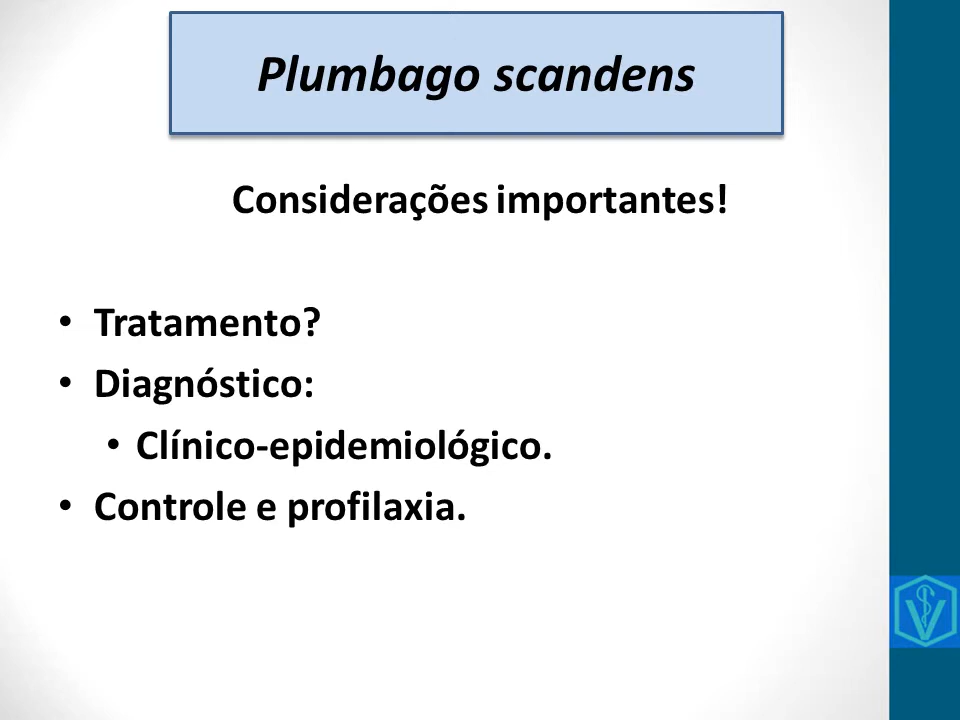 Plumbago scandens
Considerações importantes!
• Tratamento?
• Diagnóstico:
• Clínico-epidemiológico.
• Controle e profilaxia.